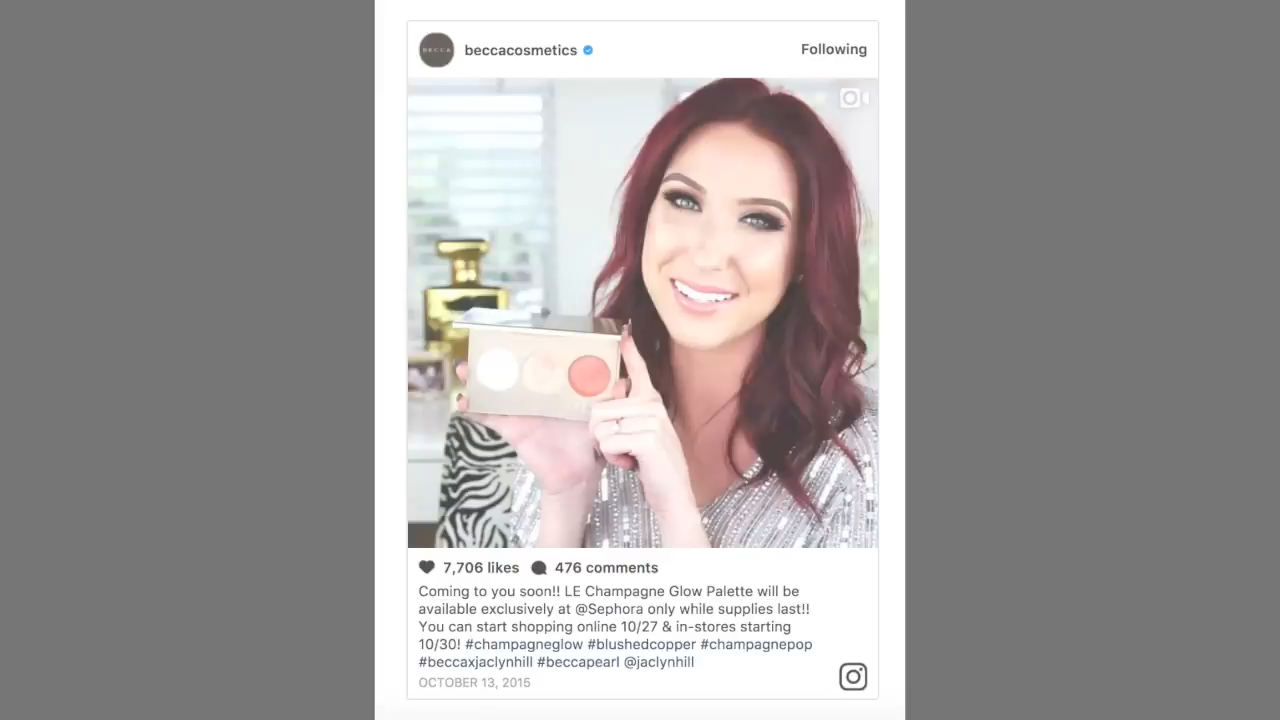 BECCA
beccacosmetics
Following
7,706 likes 476 comments
Coming to you soon!! LE Champagne Glow Palette will be
available exclusively at @Sephora only while supplies last!!
You can start shopping online 10/27 & in-stores starting
10/30! #champagneglow #blushedcopper #champagnepop
#beccaxjaclynhill #beccapearl @jaclynhill
OCTOBER 13, 2015